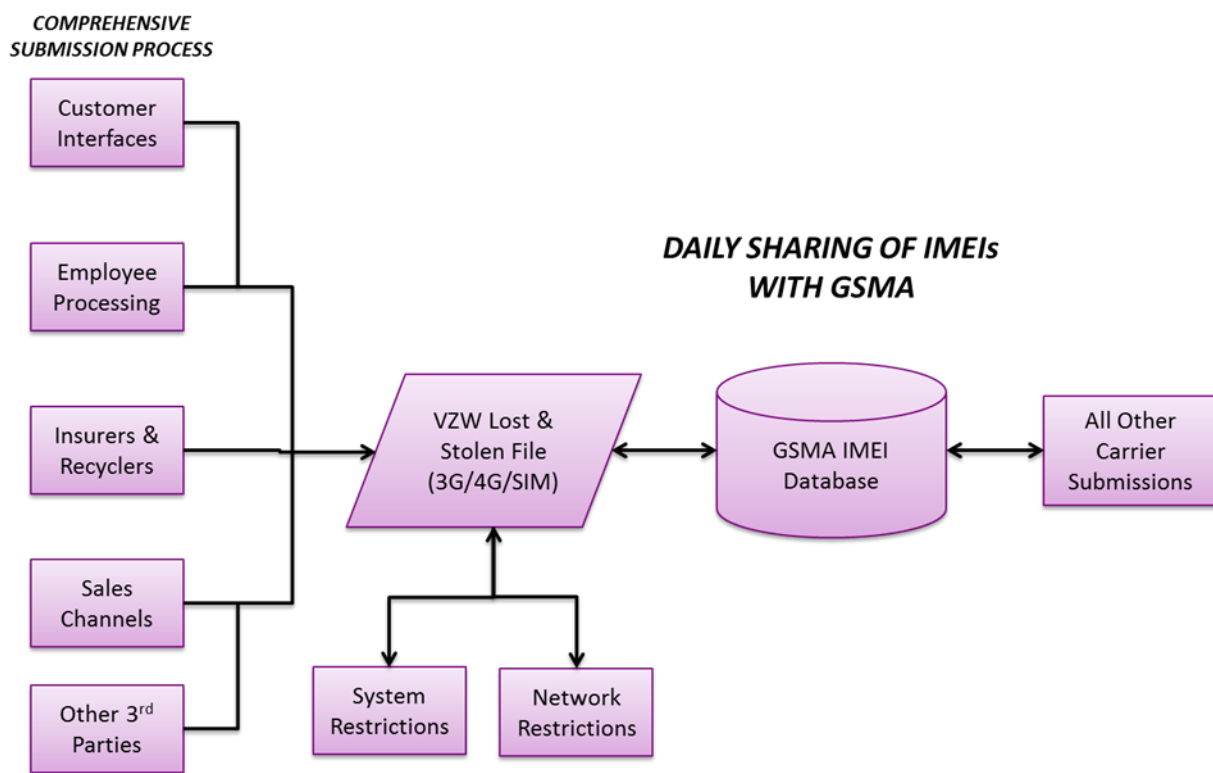 COMPREHENSIVE
SUBMISSION PROCESS
Customer
Interfaces
Employee
Processing
Insurers &
Recyclers
Sales
Channels
Other 3rd
Parties
VZW Lost &
Stolen File
(3G/4G/SIM)
System
Restrictions
Network
Restrictions
DAILY SHARING OF IMEIs
WITH GSMA
GSMA IMEI
Database
All Other
Carrier
Submissions